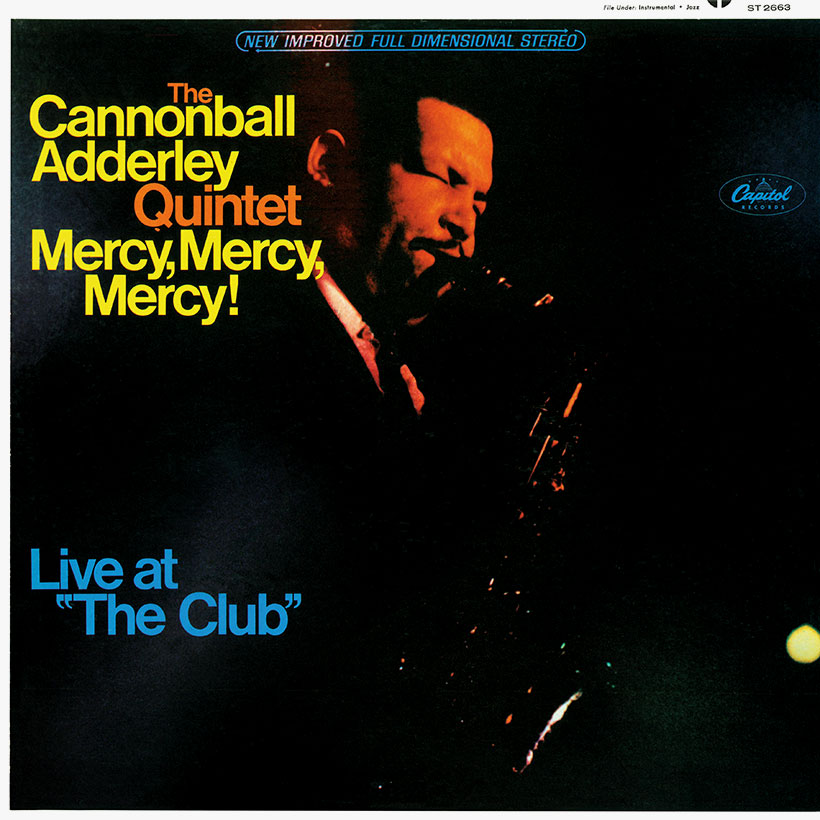 File Under: Instrumental • Jazz
ST 2663
NEW IMPROVED FULL DIMENSIONAL STEREO
The
Cannonball
Adderley
Quintet
Mercy, Mercy,
Mercy!
Capitol
RECORDS
Live at
“The Club”